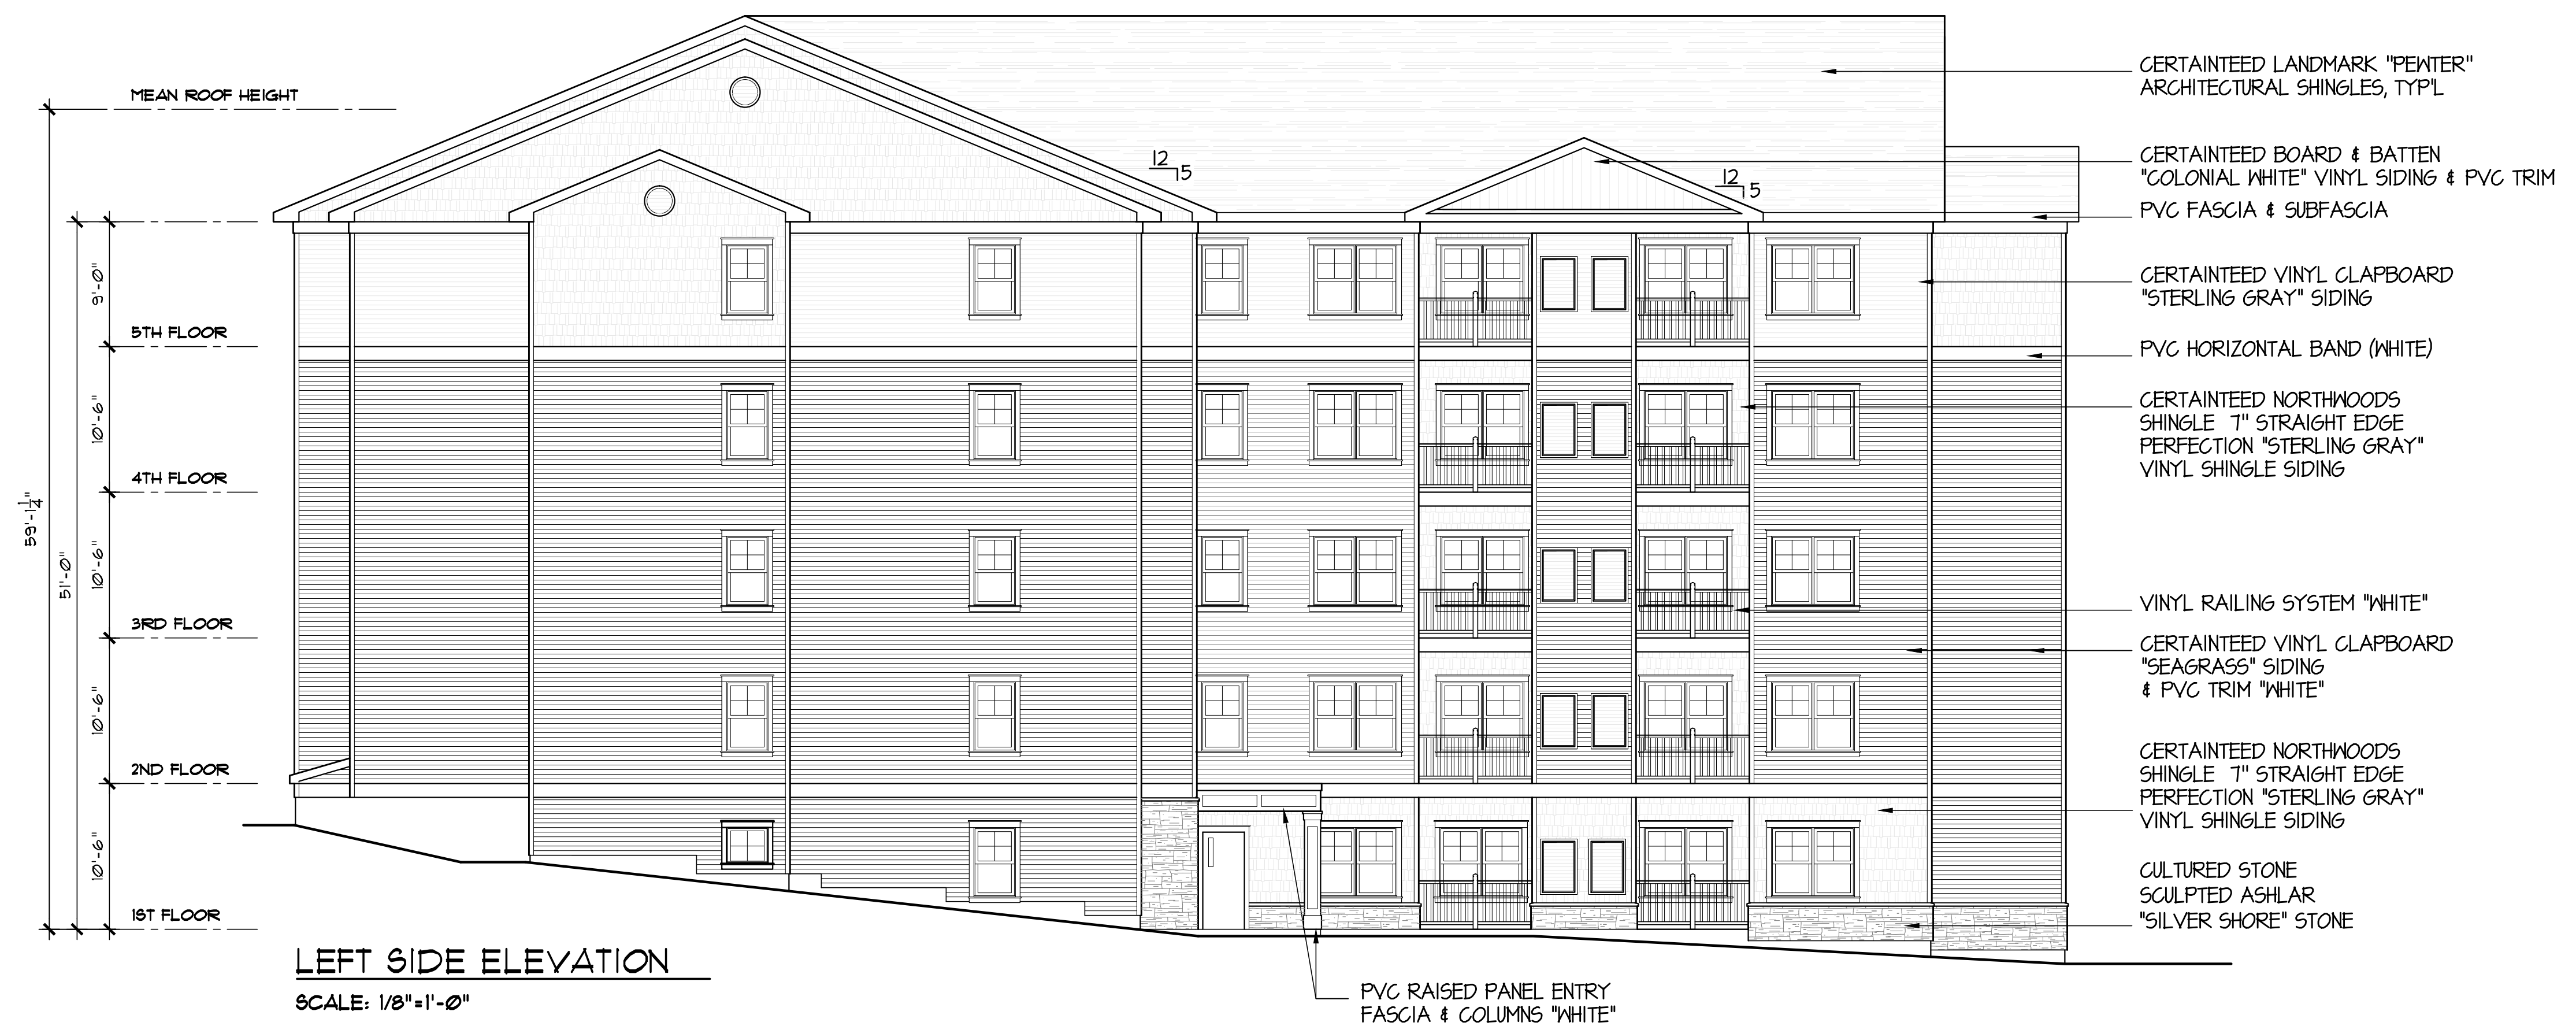 MEAN ROOF HEIGHT
5TH FLOOR
4TH FLOOR
3RD FLOOR
2ND FLOOR
1ST FLOOR
59'-1 1/4"
51'-0"
9'-0"
10'-6"
10'-6"
10'-6"
10'-6"
12
5
12
5
CERTAINTEED LANDMARK "PEWTER"
ARCHITECTURAL SHINGLES, TYP'L
CERTAINTEED BOARD & BATTEN
"COLONIAL WHITE" VINYL SIDING & PVC TRIM
PVC FASCIA & SUBFASCIA
CERTAINTEED VINYL CLAPBOARD
"STERLING GRAY" SIDING
PVC HORIZONTAL BAND (WHITE)
CERTAINTEED NORTHWOODS
SHINGLE 7" STRAIGHT EDGE
PERFECTION "STERLING GRAY"
VINYL SHINGLE SIDING
VINYL RAILING SYSTEM "WHITE"
CERTAINTEED VINYL CLAPBOARD
"SEAGRASS" SIDING
& PVC TRIM "WHITE"
CERTAINTEED NORTHWOODS
SHINGLE 7" STRAIGHT EDGE
PERFECTION "STERLING GRAY"
VINYL SHINGLE SIDING
CULTURED STONE
SCULPTED ASHLAR
"SILVER SHORE" STONE
PVC RAISED PANEL ENTRY
FASCIA & COLUMNS "WHITE"
LEFT SIDE ELEVATION
SCALE: 1/8"=1'-0"